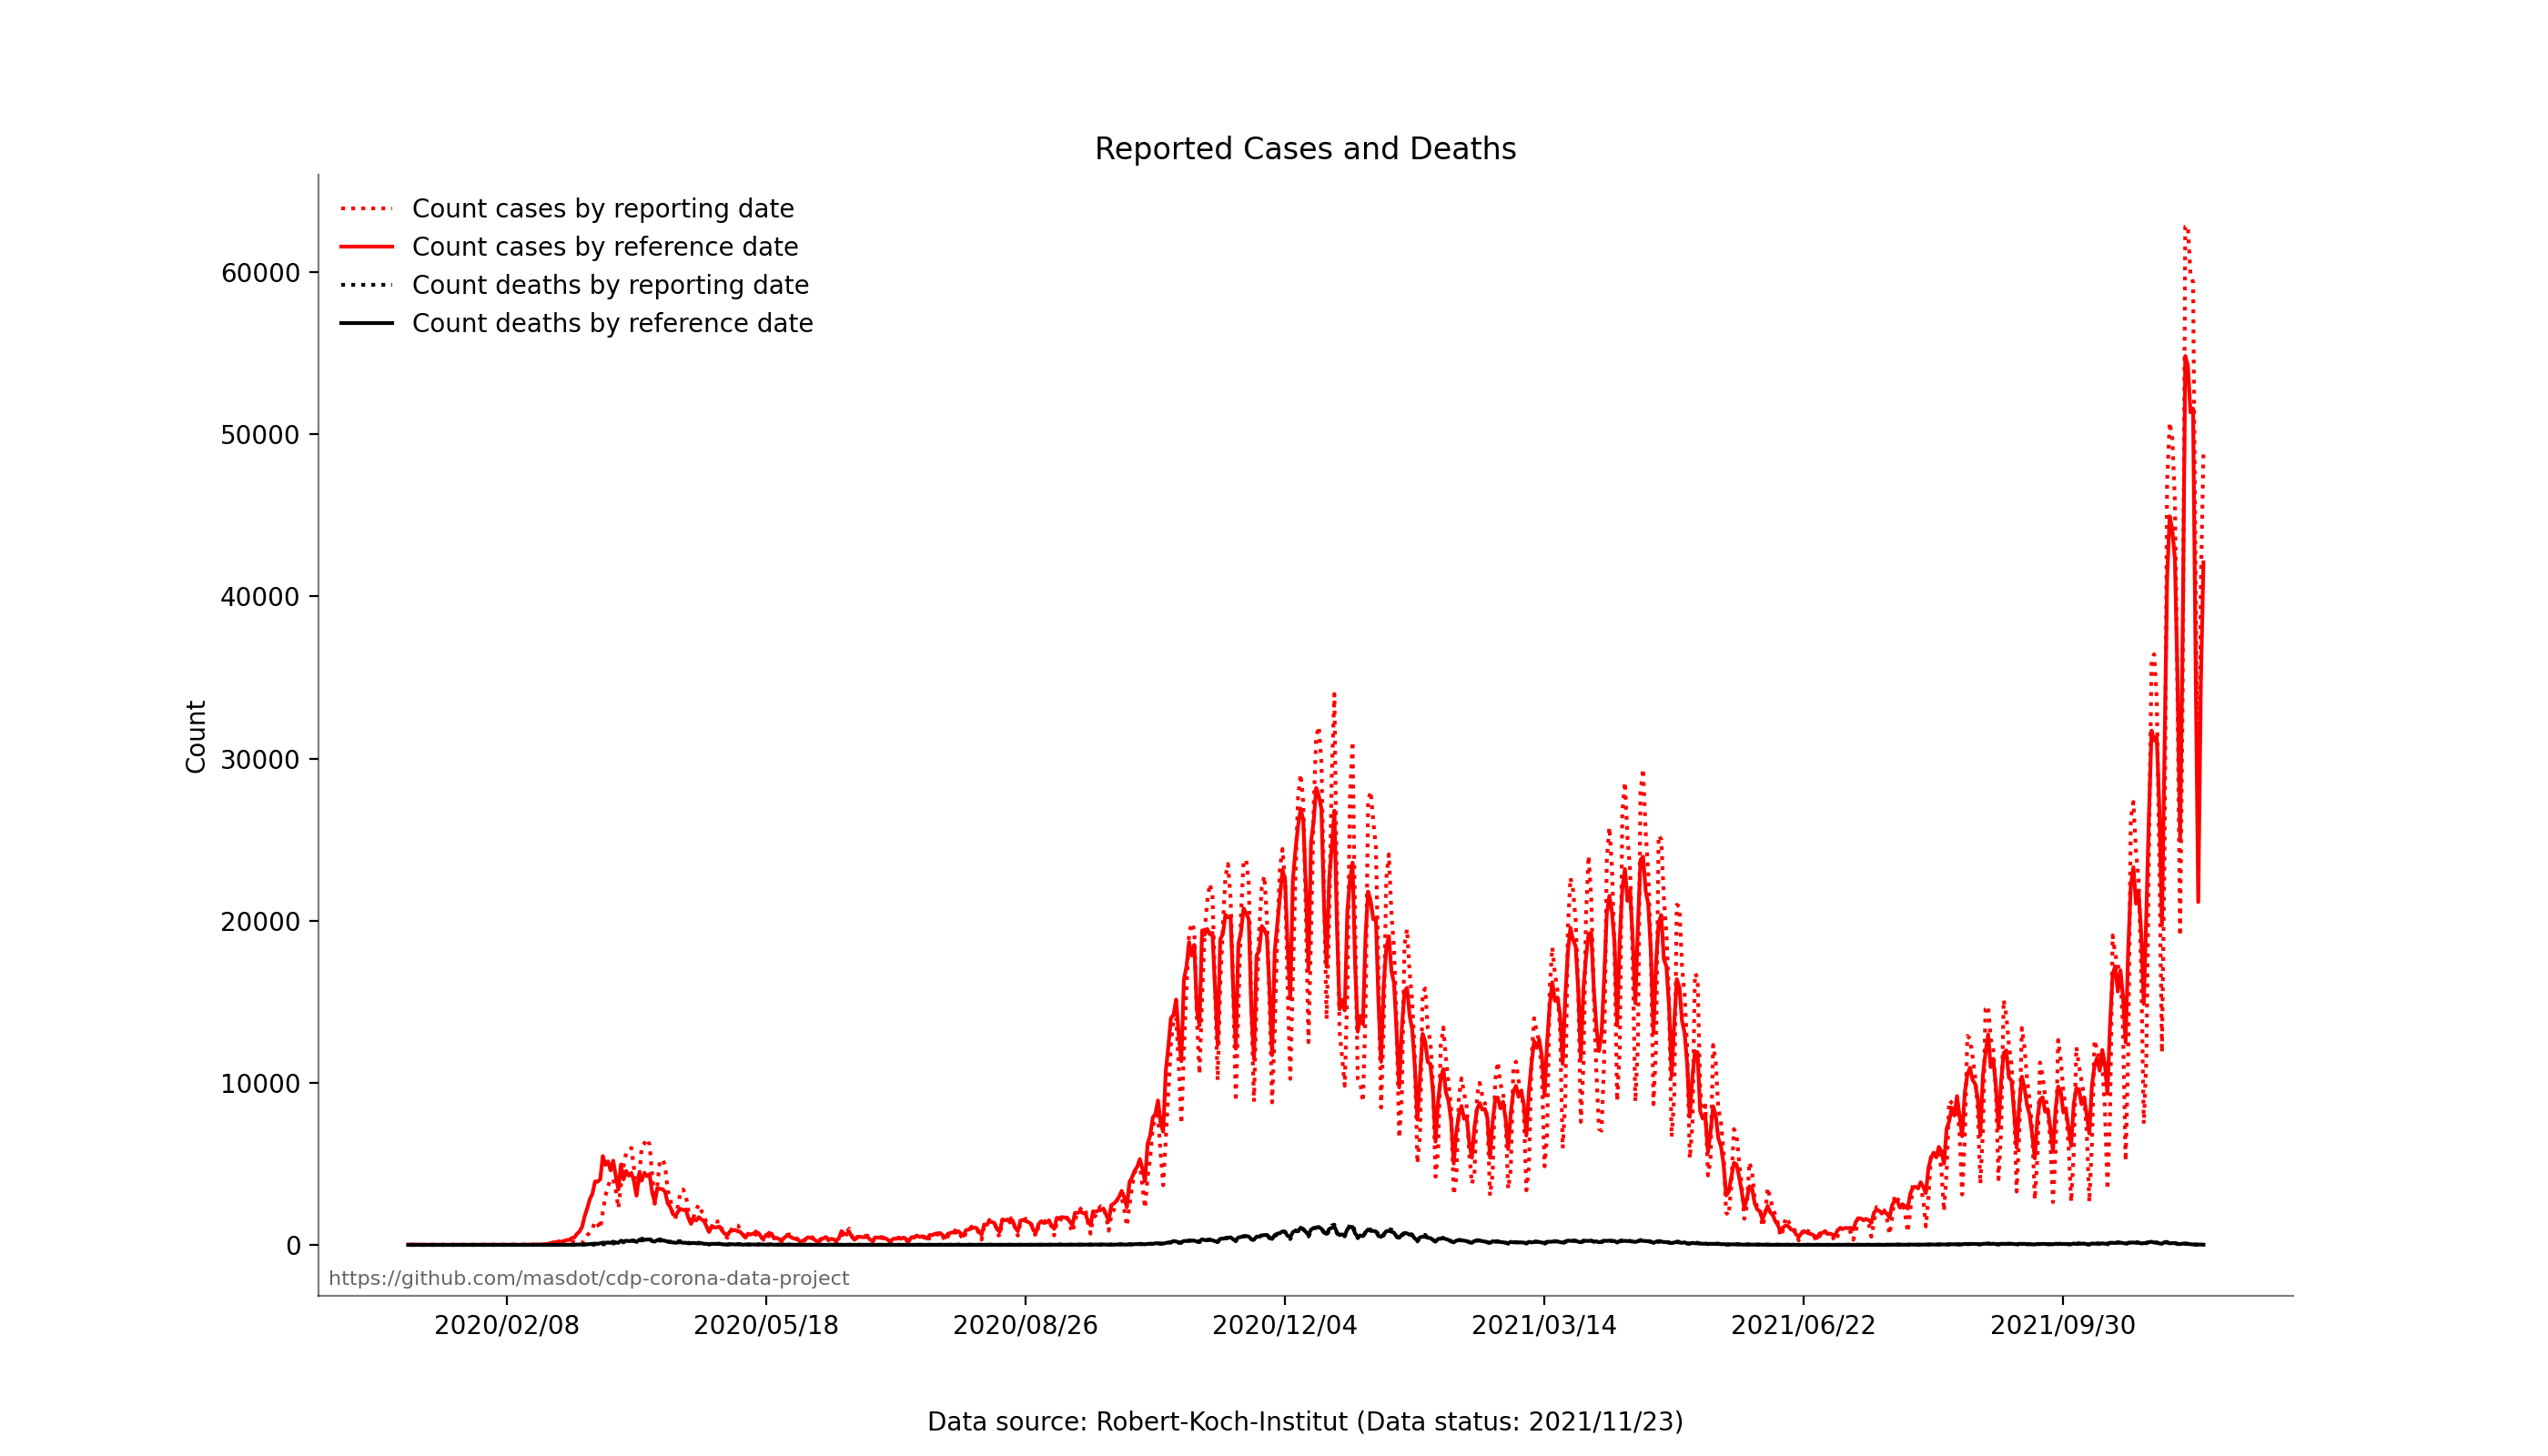 Reported Cases and Deaths
Count cases by reporting date
Count cases by reference date
Count deaths by reporting date
Count deaths by reference date
60000
50000
40000
30000
20000
10000
0
Count
https://github.com/masdot/cdp-corona-data-project
2020/02/08 2020/05/18 2020/08/26 2020/12/04 2021/03/14 2021/06/22 2021/09/30
Data source: Robert-Koch-Institut (Data status: 2021/11/23)